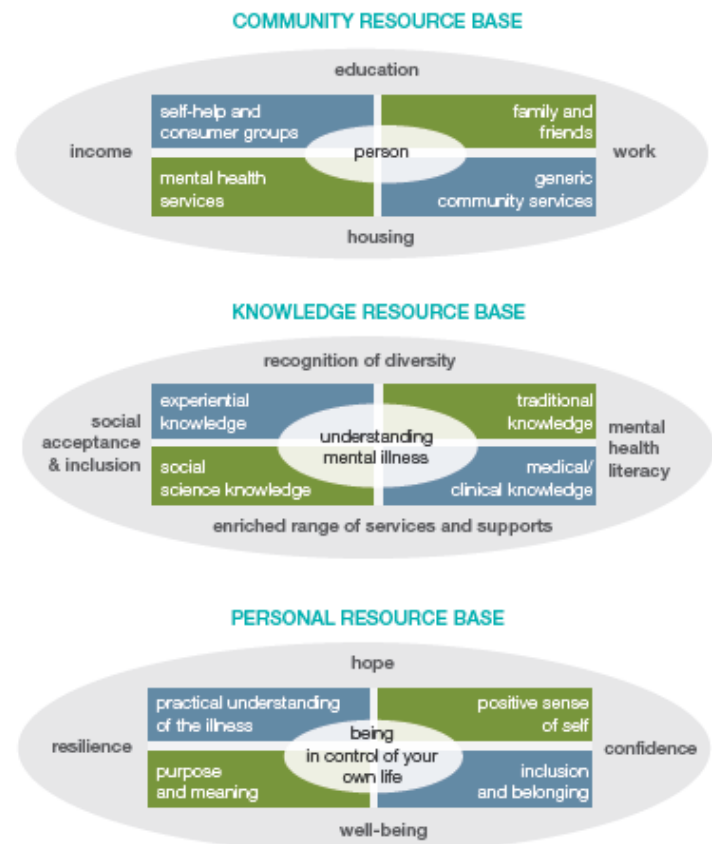 COMMUNITY RESOURCE BASE
education
self-help and
consumer groups
family and
friends
income
person
work
mental health
services
generic
community services
housing
KNOWLEDGE RESOURCE BASE
recognition of diversity
experiential
knowledge
traditional
knowledge
social
acceptance
& inclusion
understanding
mental illness
mental
health
literacy
social
science knowledge
medical/
clinical knowledge
enriched range of services and supports
PERSONAL RESOURCE BASE
hope
practical understanding
of the illness
positive sense
of self
resilience
being
in control of your
own life
confidence
purpose
and meaning
inclusion
and belonging
well-being